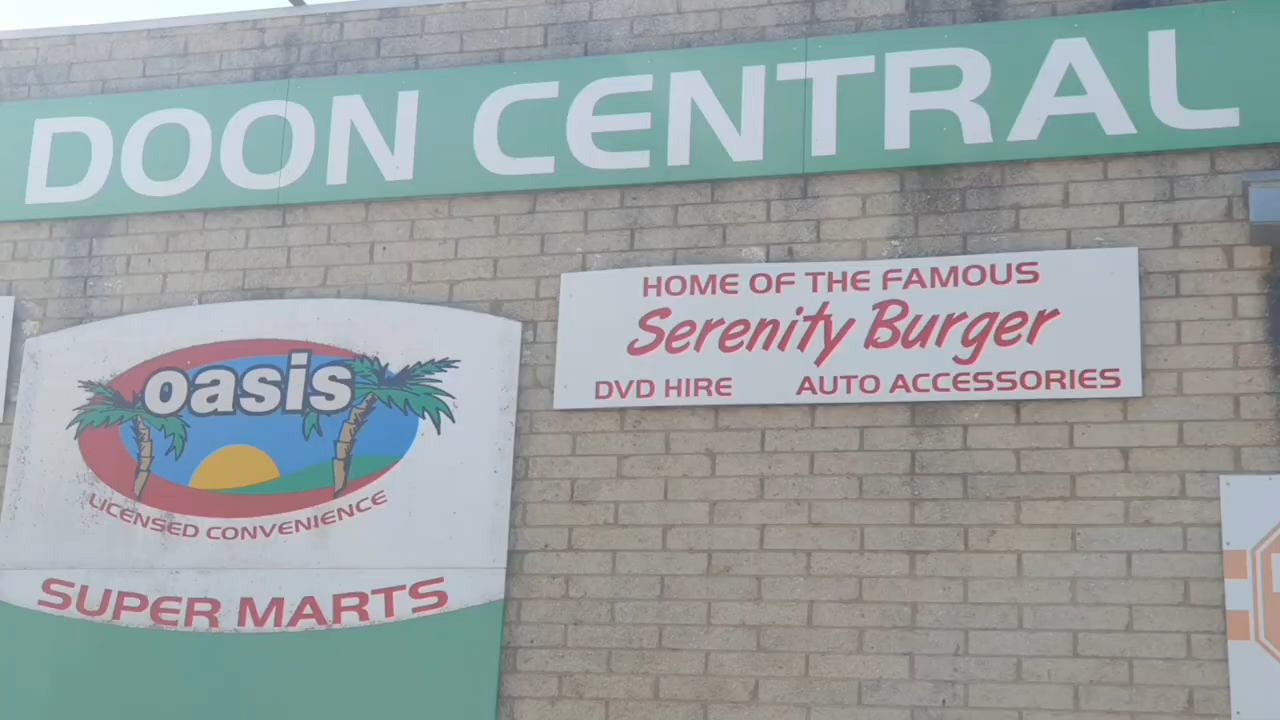 DOON CENTRAL
HOME OF THE FAMOUS
Serenity Burger
DVD HIRE AUTO ACCESSORIES
oasis
LICENSED CONVENIENCE
SUPER MARTS